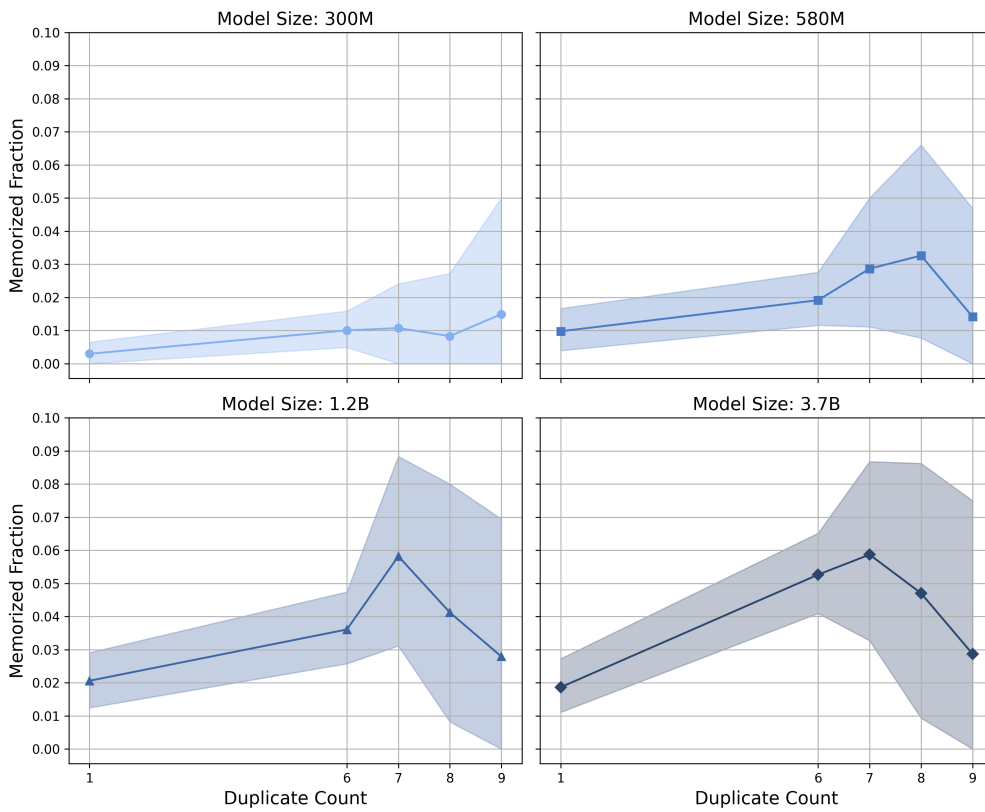 Model Size: 300M
Model Size: 580M
Memorized Fraction
0.10
0.09
0.08
0.07
0.06
0.05
0.04
0.03
0.02
0.01
0.00
Model Size: 1.2B
Model Size: 3.7B
Memorized Fraction
0.10
0.09
0.08
0.07
0.06
0.05
0.04
0.03
0.02
0.01
0.00
1 6 7 8 9
1 6 7 8 9
Duplicate Count
Duplicate Count